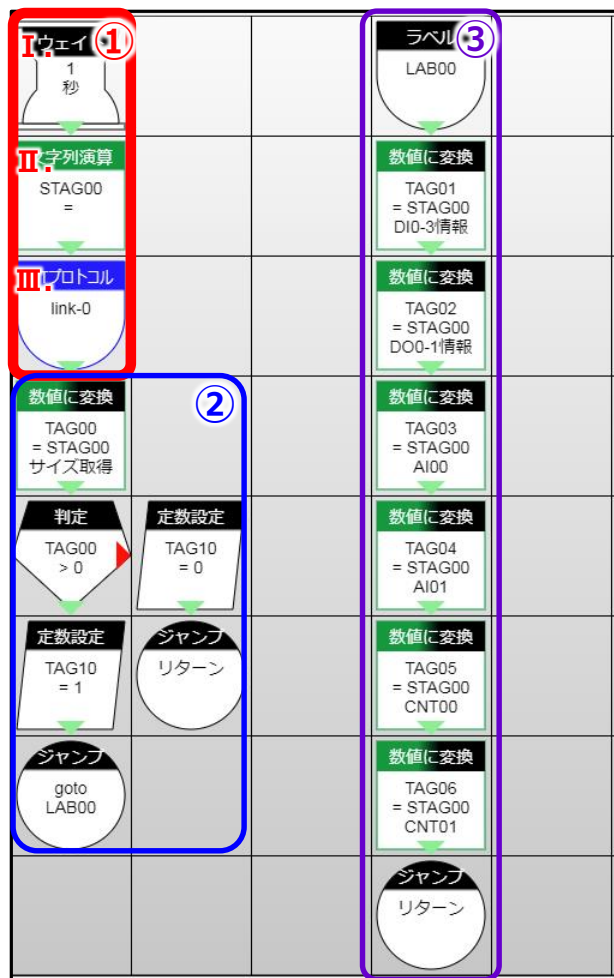 Ⅰ.ウェイ ①
1
秒
Ⅱ.字列演算
STAG00
=
Ⅲ.プロトコル
link-0
②
数値に変換
TAG00
= STAG00
サイズ取得
判定
TAG00
> 0
定数設定
TAG10
= 0
定数設定
TAG10
= 1
ジャンプ
リターン
ジャンプ
goto
LAB00
ラベル ③
LAB00
数値に変換
TAG01
= STAG00
DI0-3情報
数値に変換
TAG02
= STAG00
DO0-1情報
数値に変換
TAG03
= STAG00
AI00
数値に変換
TAG04
= STAG00
AI01
数値に変換
TAG05
= STAG00
CNT00
数値に変換
TAG06
= STAG00
CNT01
ジャンプ
リターン